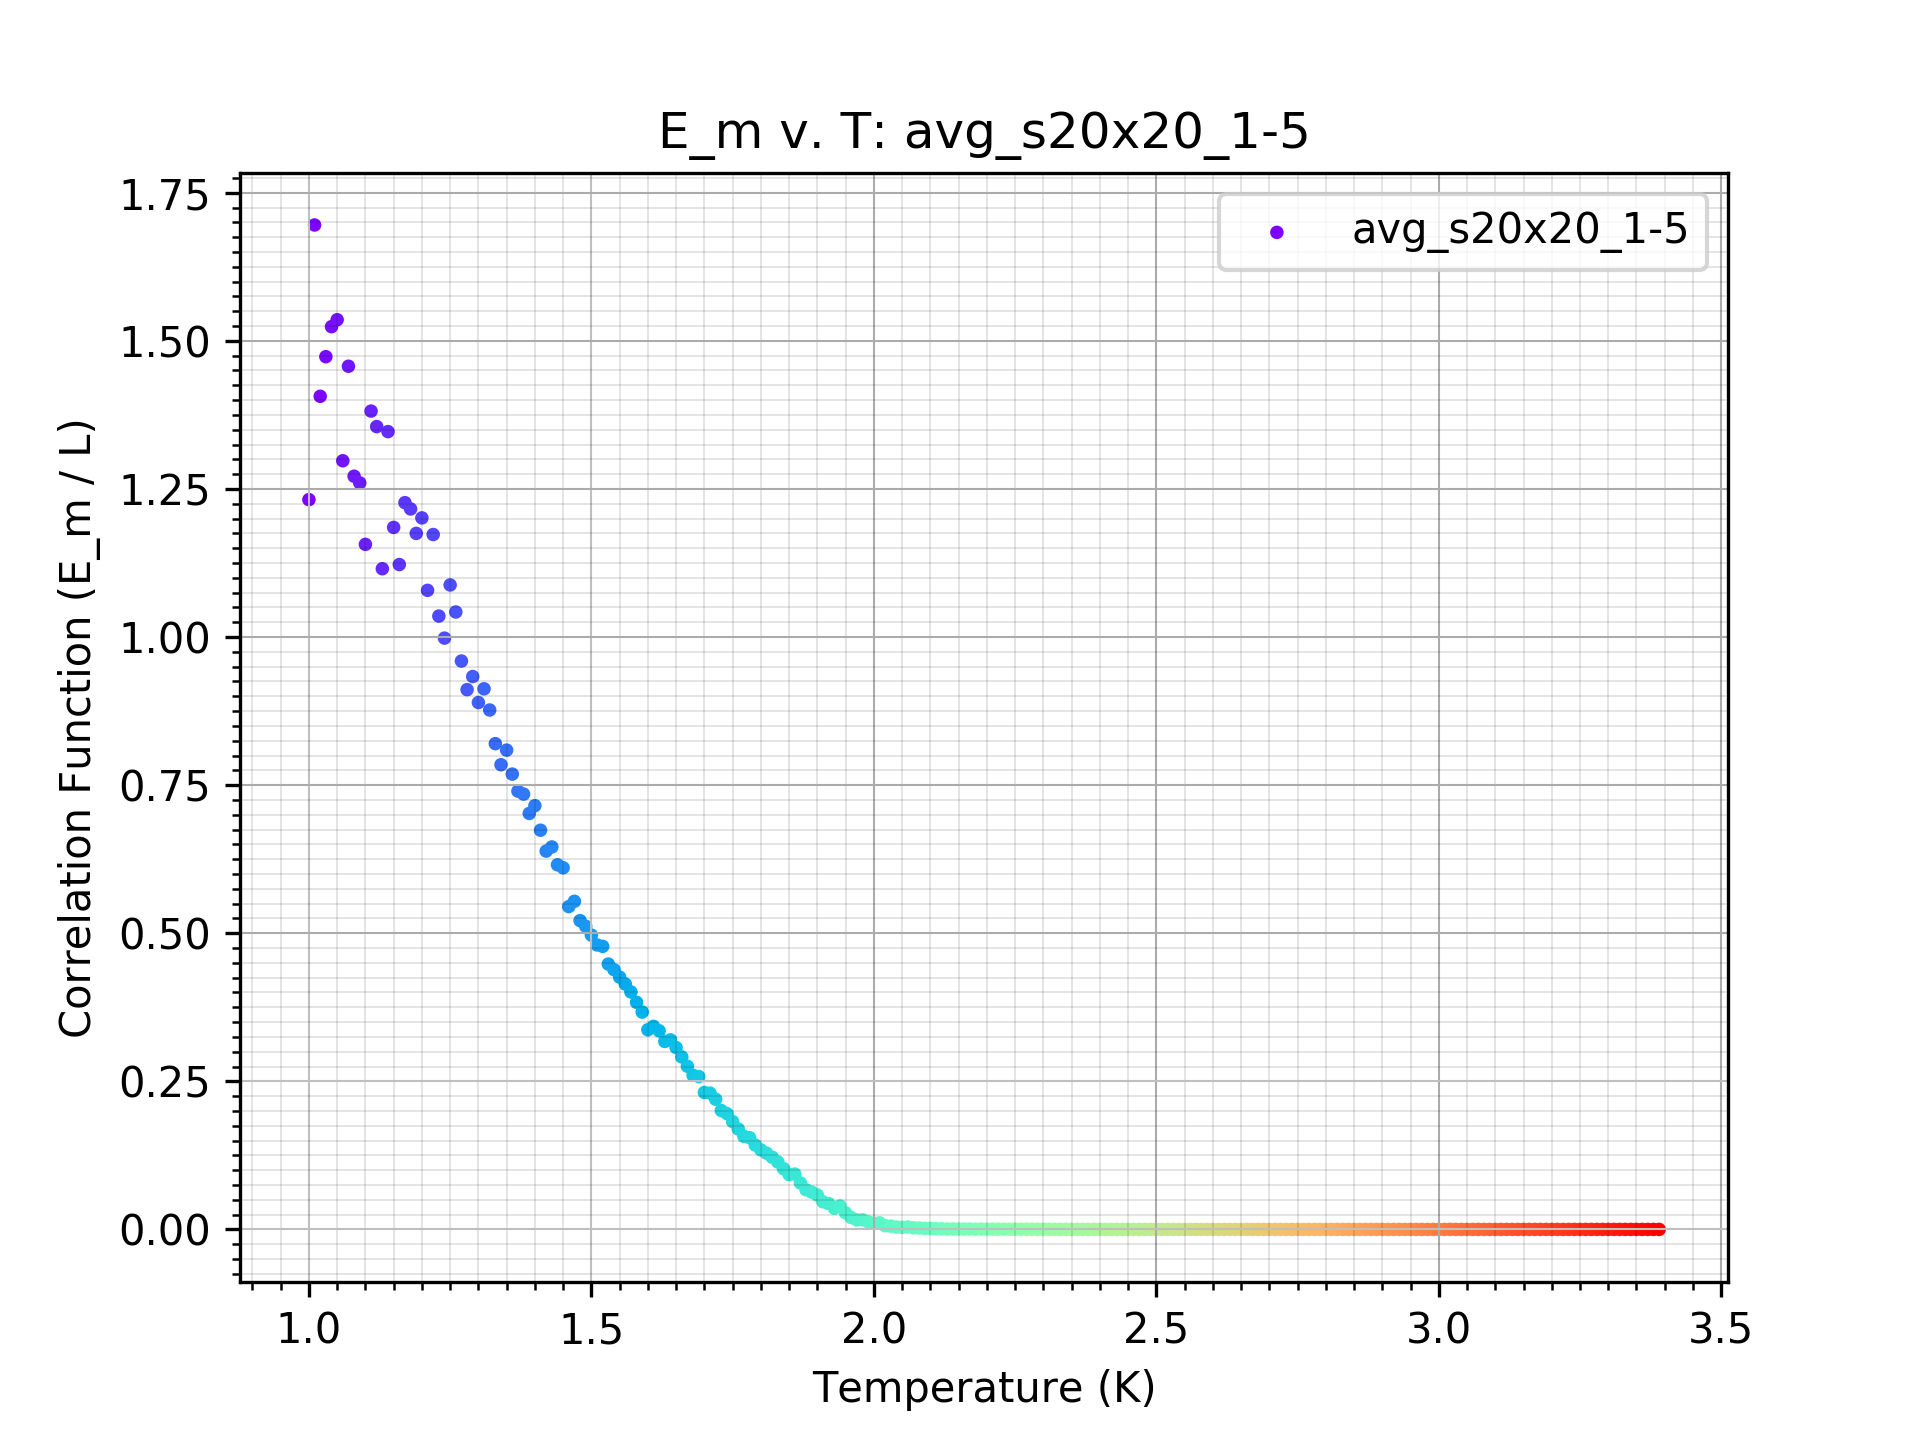 E_m v. T: avg_s20x20_1-5
avg_s20x20_1-5
Correlation Function (E_m / L)
1.75
1.50
1.25
1.00
0.75
0.50
0.25
0.00
1.0 1.5 2.0 2.5 3.0 3.5
Temperature (K)